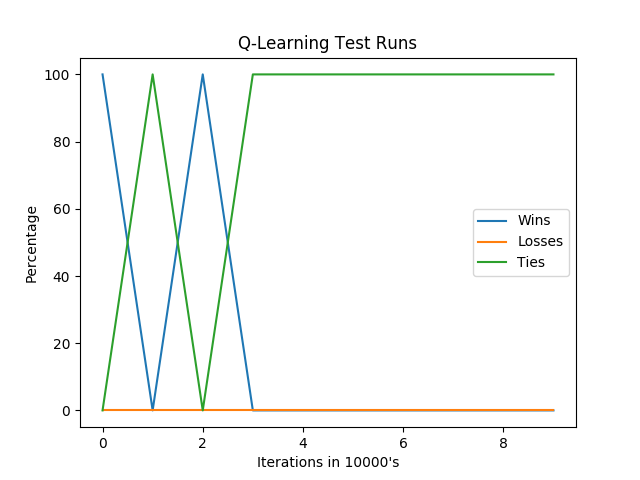 Q-Learning Test Runs
100
80
60
40
20
0
Percentage
Wins
Losses
Ties
0 2 4 6 8
Iterations in 10000's